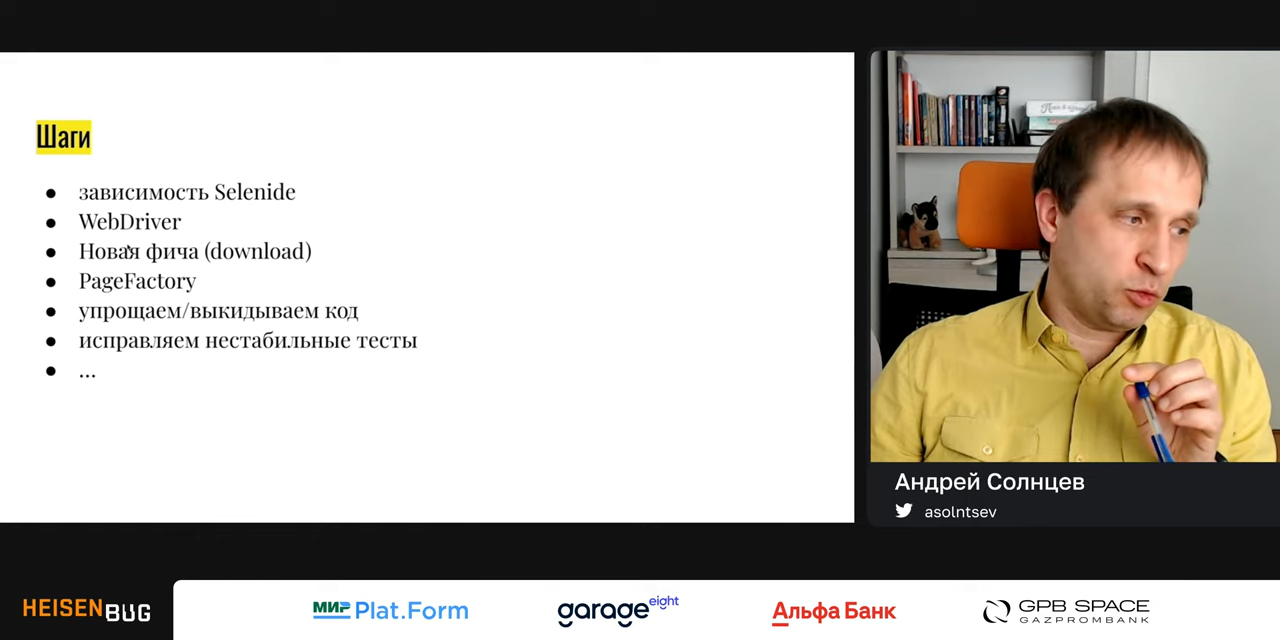 Шаги
● зависимость Selenide
● WebDriver
● Новая фича (download)
● PageFactory
● упрощаем/выкидываем код
● исправляем нестабильные тесты
● ...
Андрей Солнцев
asolntsev
HEISENBUG
МИР Plat.Form
garage eight
Альфа Банк
GPB SPACE
GAZPROMBANK